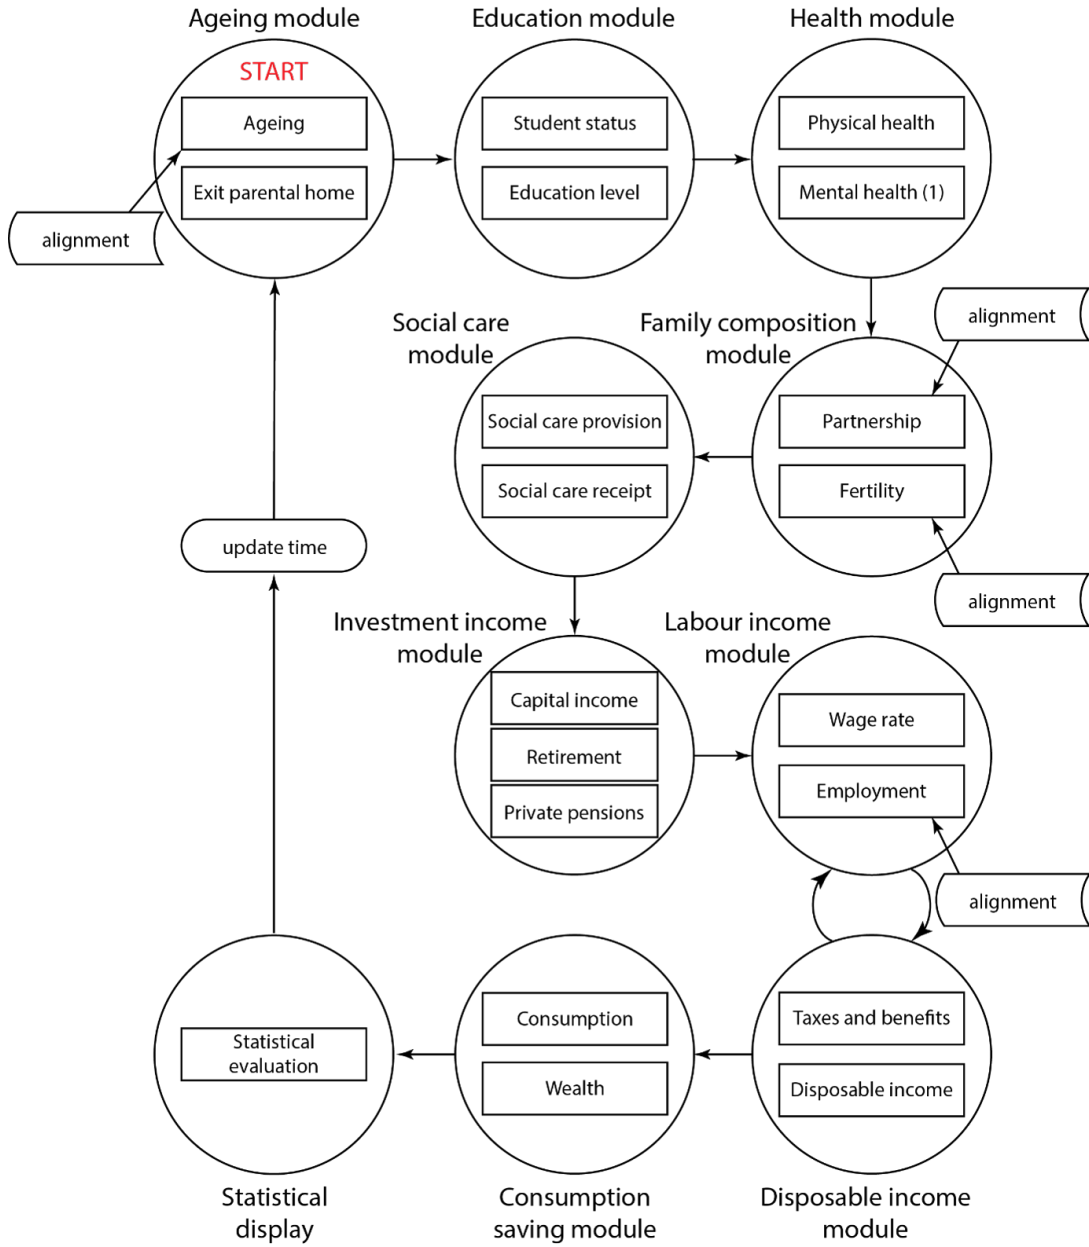 Ageing module
START
Ageing
Exit parental home
alignment
Education module
Student status
Education level
Health module
Physical health
Mental health (1)
Social care
module
Social care provision
Social care receipt
Family composition
module
alignment
Partnership
Fertility
alignment
update time
Investment income
module
Capital income
Retirement
Private pensions
Labour income
module
Wage rate
Employment
alignment
Statistical
evaluation
Statistical
display
Consumption
Wealth
Consumption
saving module
Taxes and benefits
Disposable income
Disposable income
module